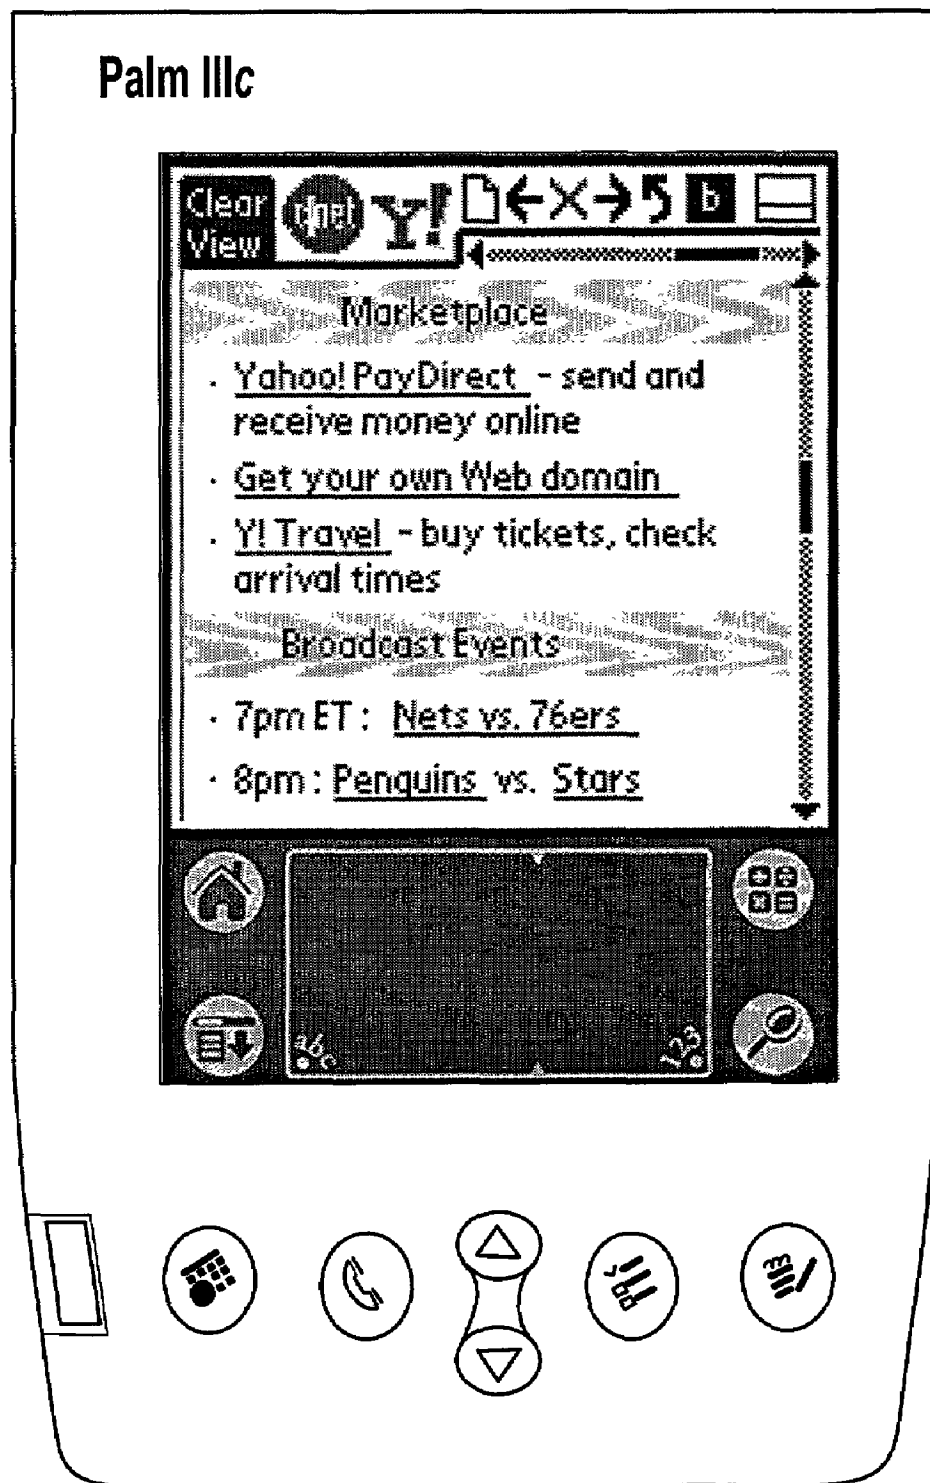 Palm IIIc
Clear
View
Y!
b
Marketplace
· Yahoo! PayDirect - send and
receive money online
· Get your own Web domain
· Y! Travel - buy tickets, check
arrival times
Broadcast Events
· 7pm ET : Nets vs. 76ers
· 8pm : Penquins vs. Stars
abc
123